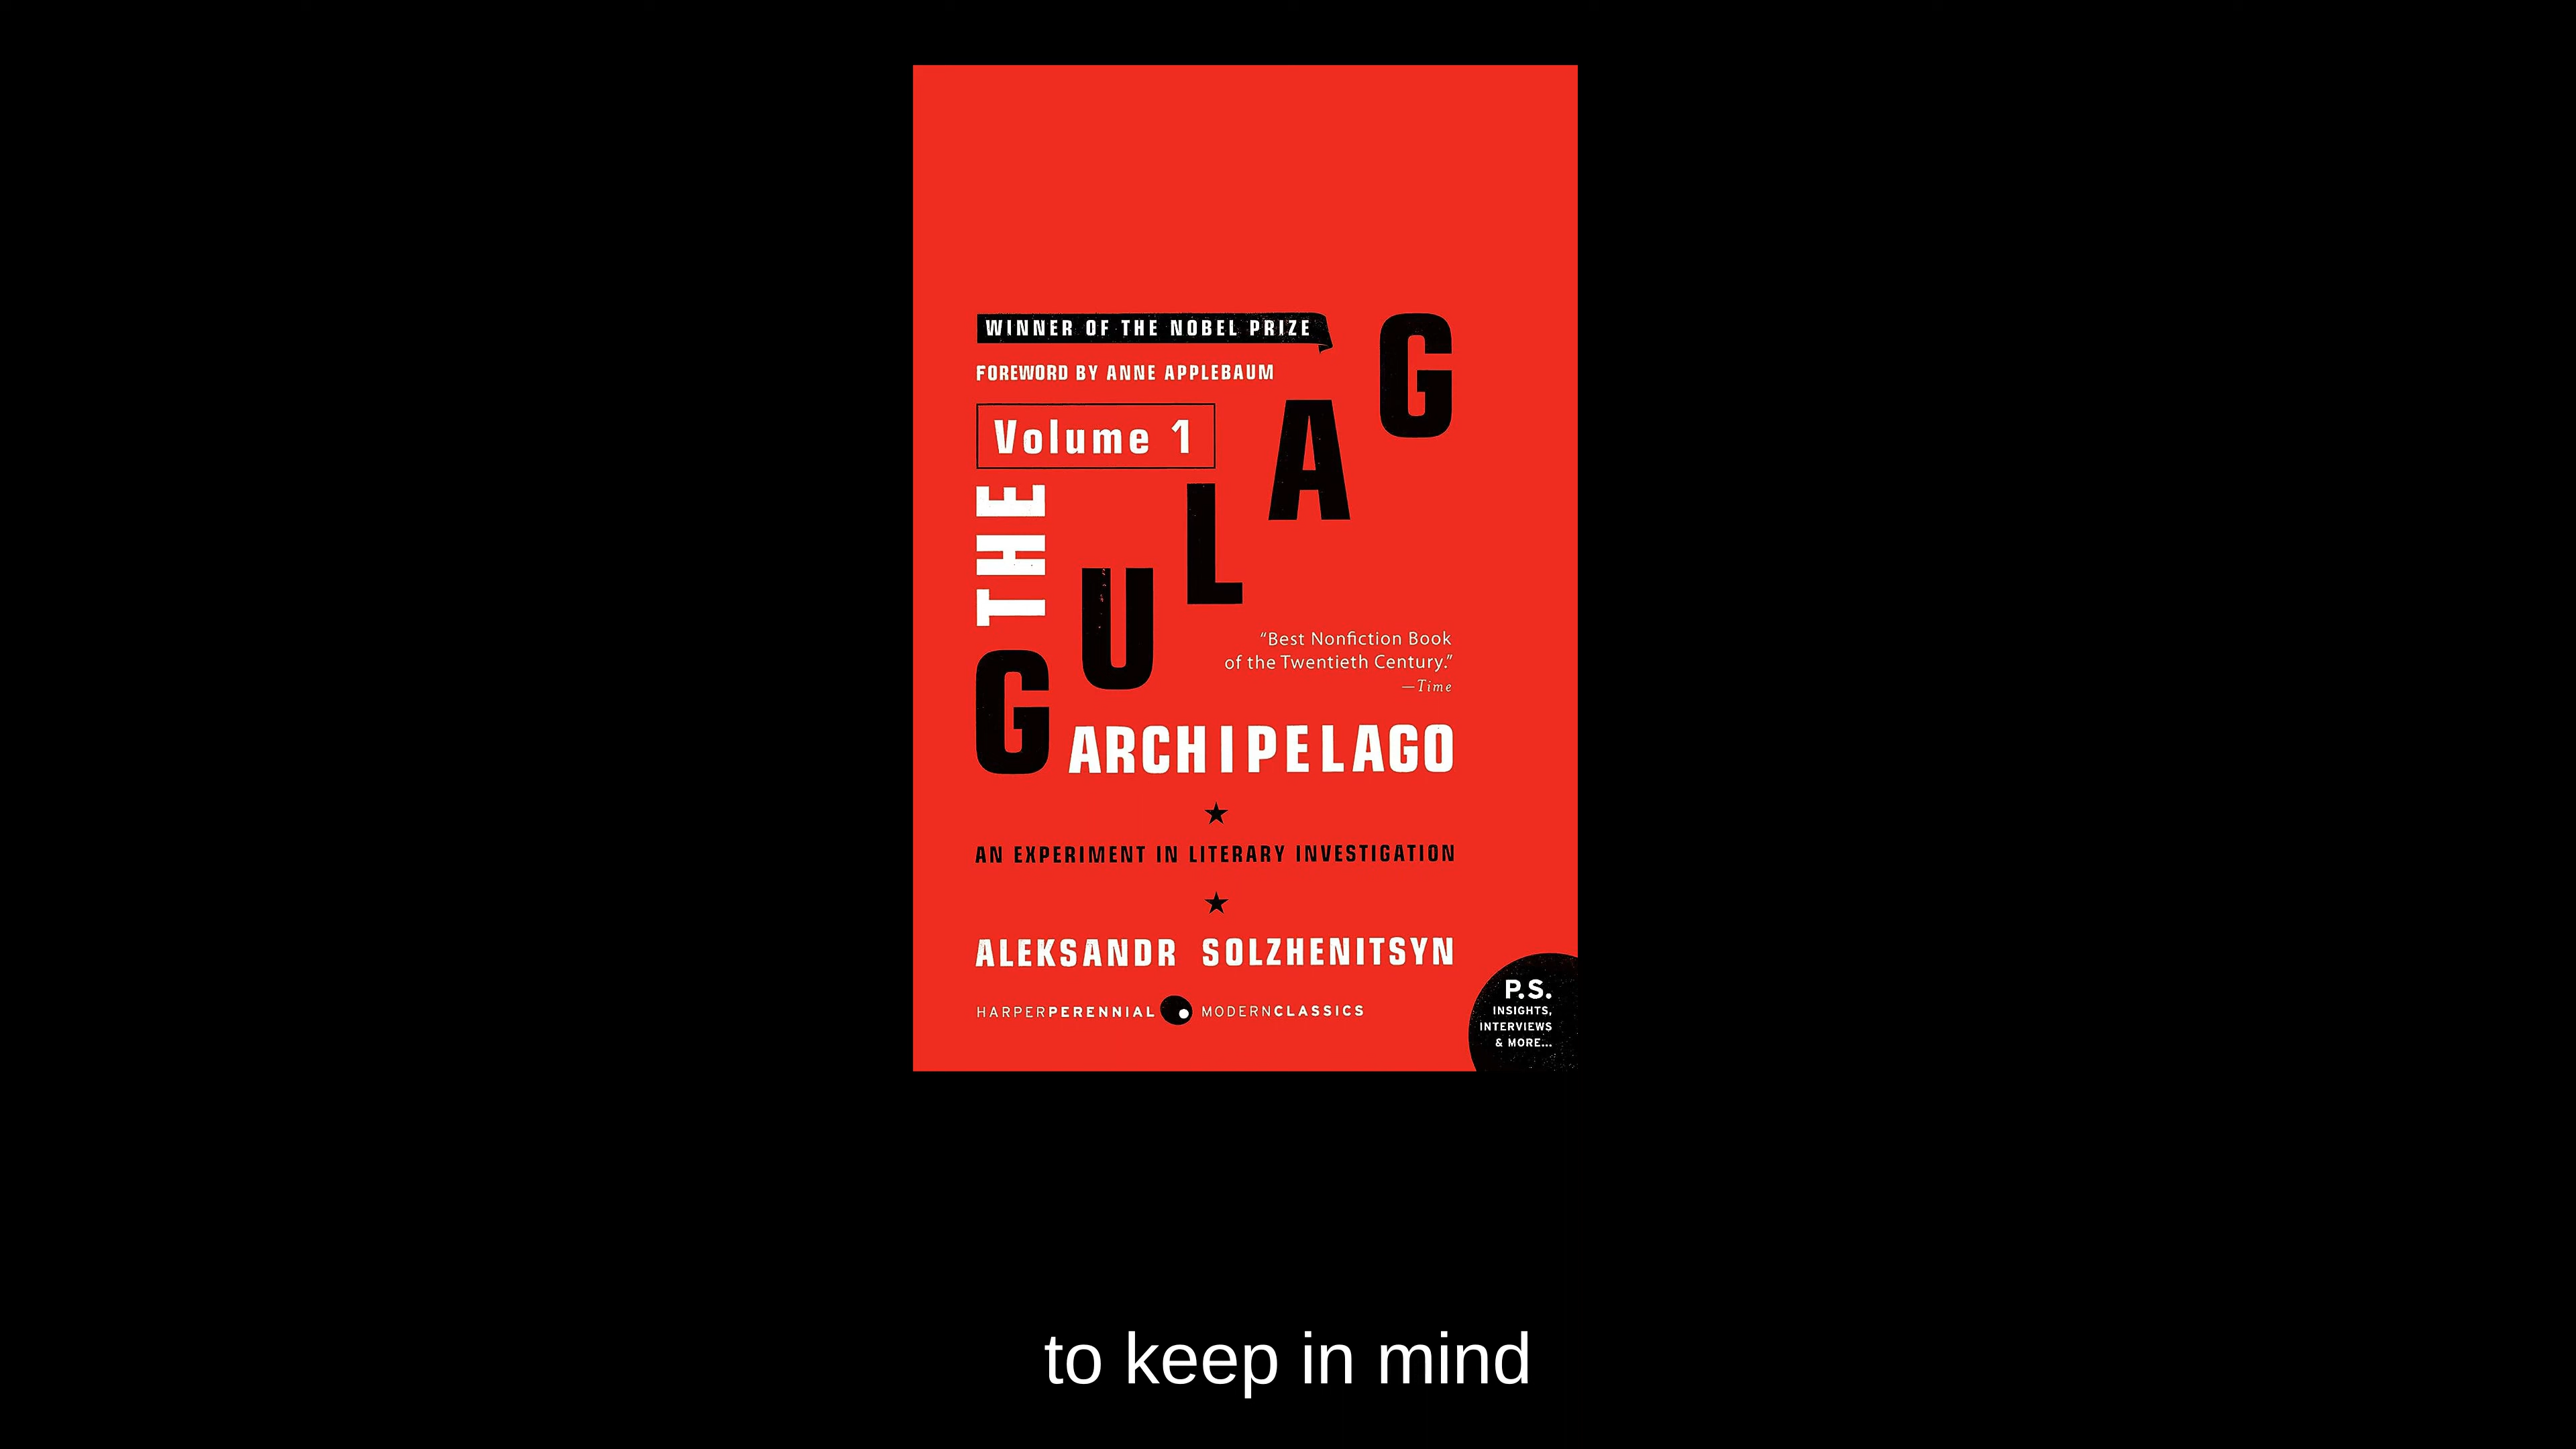 WINNER OF THE NOBEL PRIZE
FOREWORD BY ANNE APPLEBAUM
Volume 1
THE
GULAG
"Best Nonfiction Book
of the Twentieth Century."
—Time
ARCHIPELAGO
AN EXPERIMENT IN LITERARY INVESTIGATION
ALEKSANDR SOLZHENITSYN
HARPERPERENNIAL MODERNCLASSICS
P.S.
INSIGHTS,
INTERVIEWS
& MORE...
to keep in mind